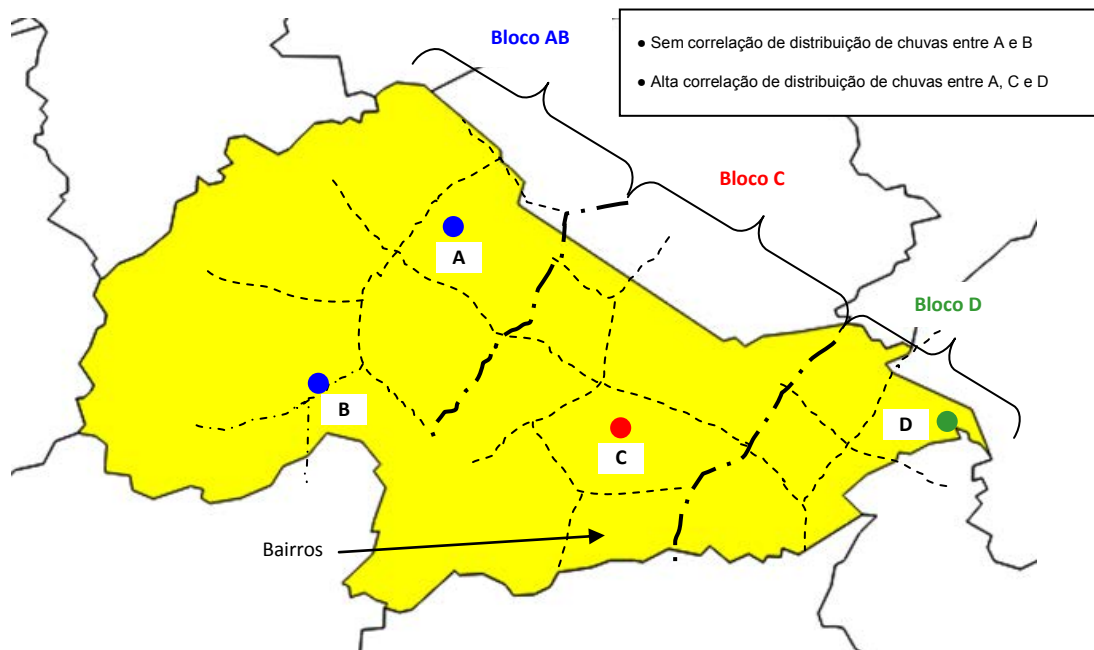 Bloco AB
● Sem correlação de distribuição de chuvas entre A e B
● Alta correlação de distribuição de chuvas entre A, C e D
Bloco C
A
Bloco D
B
C
D
Bairros